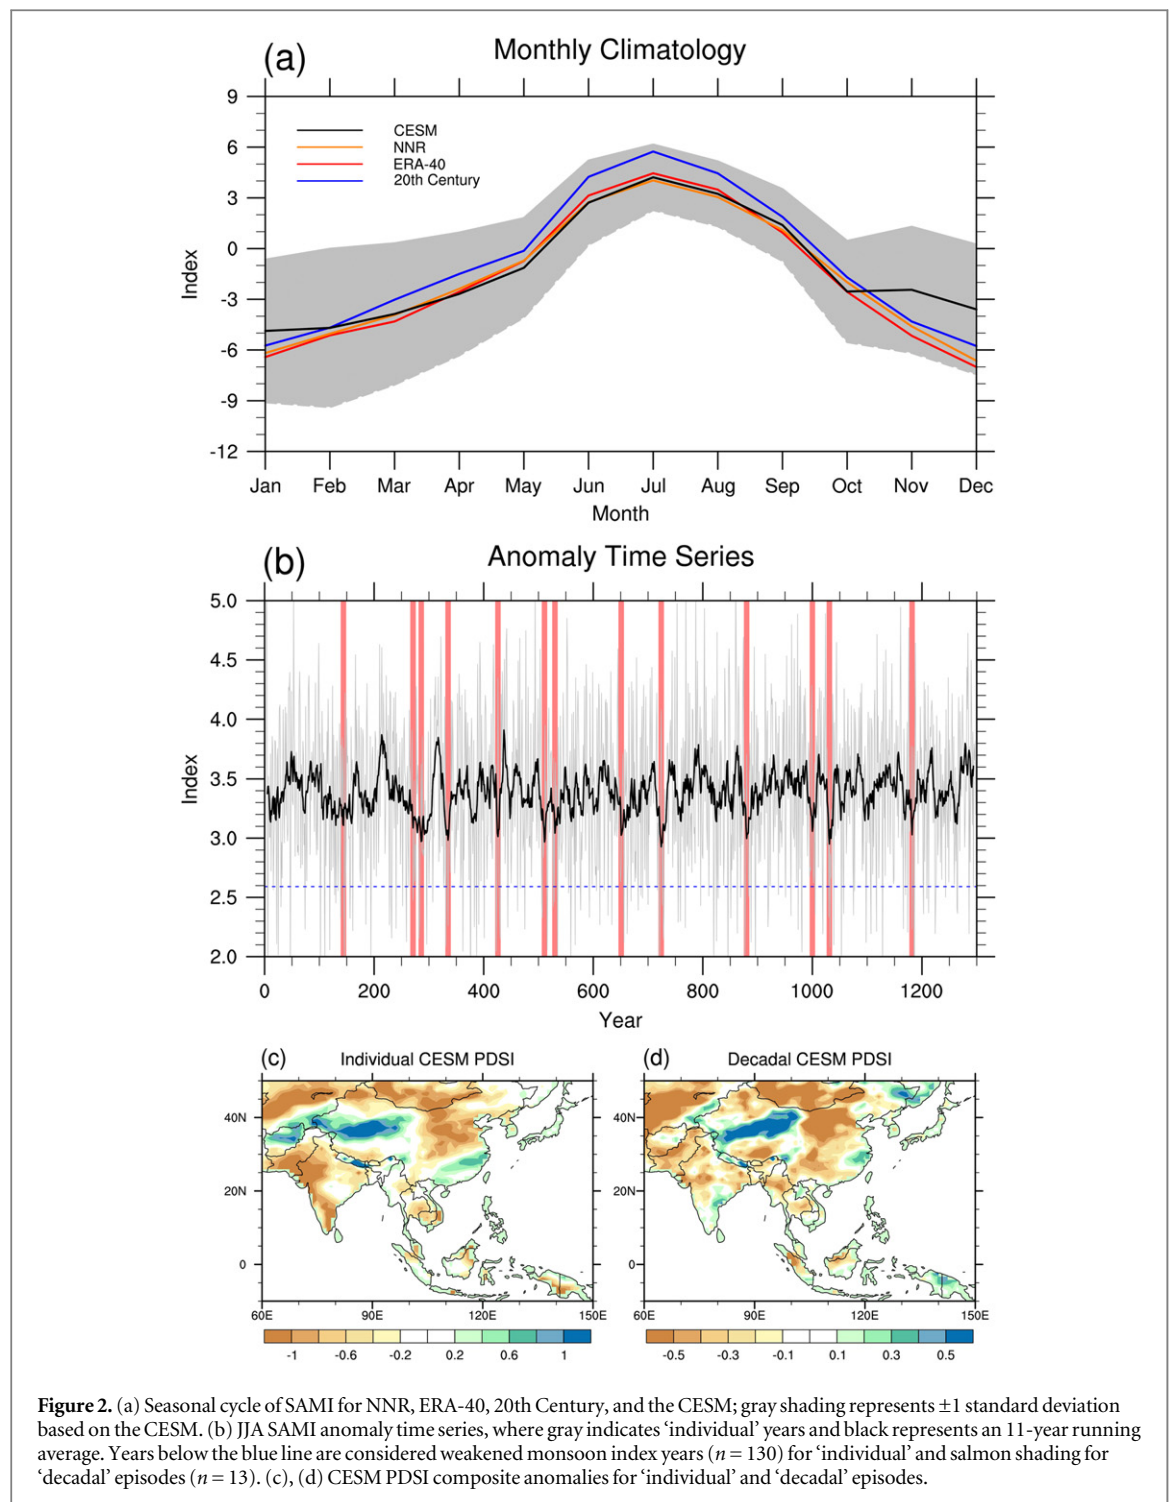 (a)
Monthly Climatology
9
6
3
0
-3
-6
-9
-12
Index
CESM
NNR
ERA-40
20th Century
Jan Feb Mar Apr May Jun Jul Aug Sep Oct Nov Dec
Month
(b)
Anomaly Time Series
5.0
4.5
4.0
3.5
3.0
2.5
2.0
Index
0 200 400 600 800 1000 1200
Year
(c)
Individual CESM PDSI
40N
20N
0
60E 90E 120E 150E
-1 -0.6 -0.2 0.2 0.6 1
(d)
Decadal CESM PDSI
40N
20N
0
60E 90E 120E 150E
-0.5 -0.3 -0.1 0.1 0.3 0.5
Figure 2. (a) Seasonal cycle of SAMI for NNR, ERA-40, 20th Century, and the CESM; gray shading represents ±1 standard deviation
based on the CESM. (b) JJA SAMI anomaly time series, where gray indicates ‘individual’ years and black represents an 11-year running
average. Years below the blue line are considered weakened monsoon index years (n = 130) for ‘individual’ and salmon shading for
‘decadal’ episodes (n = 13). (c), (d) CESM PDSI composite anomalies for ‘individual’ and ‘decadal’ episodes.